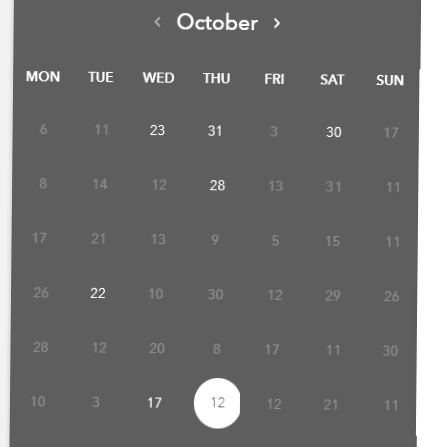 ‹ October ›
MON TUE WED THU FRI SAT SUN
6 11 23 31 3 30 17
8 14 12 28 13 31 11
17 21 13 9 5 15 11
26 22 10 30 12 29 26
28 12 20 8 17 11 30
10 3 17 12 12 21 11